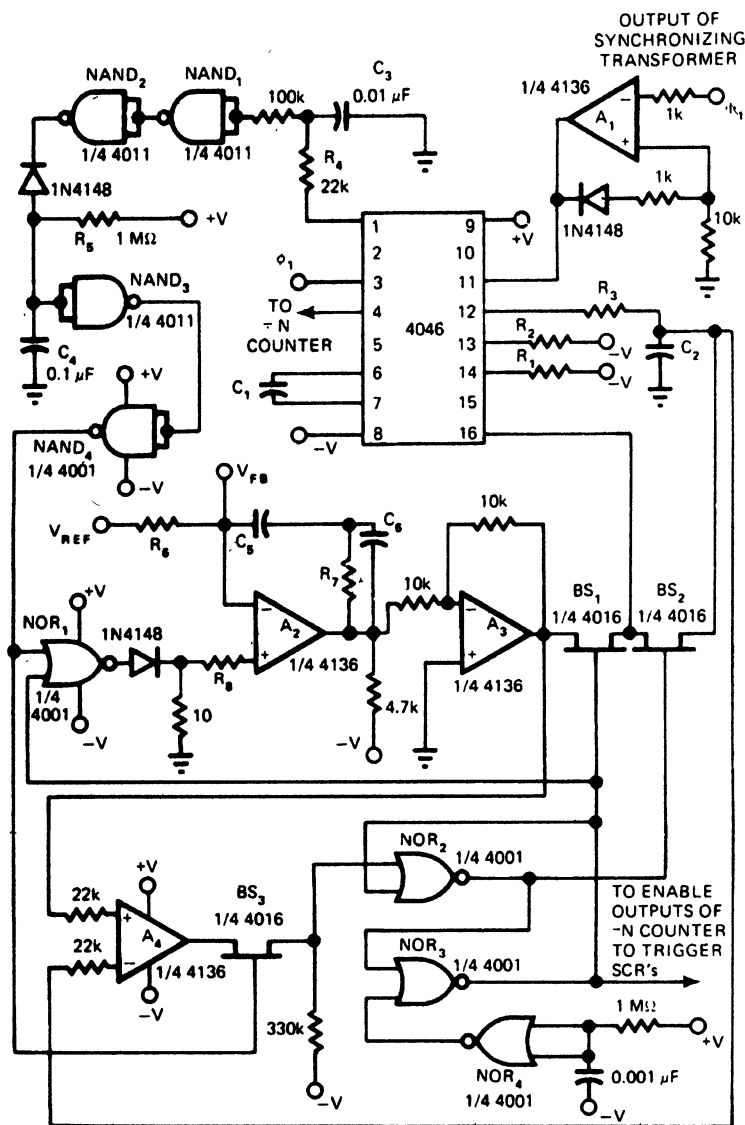 OUTPUT OF
SYNCHRONIZING
TRANSFORMER
NAND2
NAND1
C3
0.01 μF
1/4 4136
100k
A1
1k
1/4 4011
1/4 4011
R4
22k
1N4148
1k
1N4148
10k
R5
1 MΩ
+V
+V
NAND3
1/4 4011
C4
0.1 μF
ϕ1
TO
÷N
COUNTER
1
2
3
4
5
6
7
8
4046
9
10
11
12
13
14
15
16
R3
R2
R1
-V
-V
C2
C1
-V
+V
NAND4
1/4 4001
-V
VFB
VREF
R6
C5
C6
R7
10k
10k
BS1
1/4 4016
BS2
1/4 4016
NOR1
+V
1N4148
A2
1/4 4136
A3
1/4 4136
1/4
4001
-V
R8
10
4.7k
-V
NOR2
1/4 4001
22k
22k
+V
A4
1/4 4136
-V
BS3
1/4 4016
NOR3
1/4 4001
TO ENABLE
OUTPUTS OF
÷N COUNTER
TO TRIGGER
SCR's
330k
-V
NOR4
1/4 4001
1 MΩ
+V
0.001 μF
-V